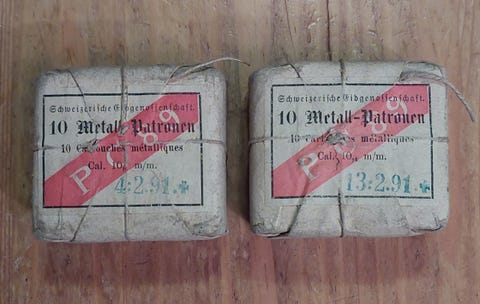 Schweizerische Eidgenossenschaft.
10 Metall-Patronen
10 Cartouches métalliques
Cal. 10,4 m/m.
P C 89
4:2.91.
Schweizerische Eidgenossenschaft.
10 Metall-Patronen
10 Cartouches métalliques
Cal. 10,4 m/m.
P C 89
13:2.91.